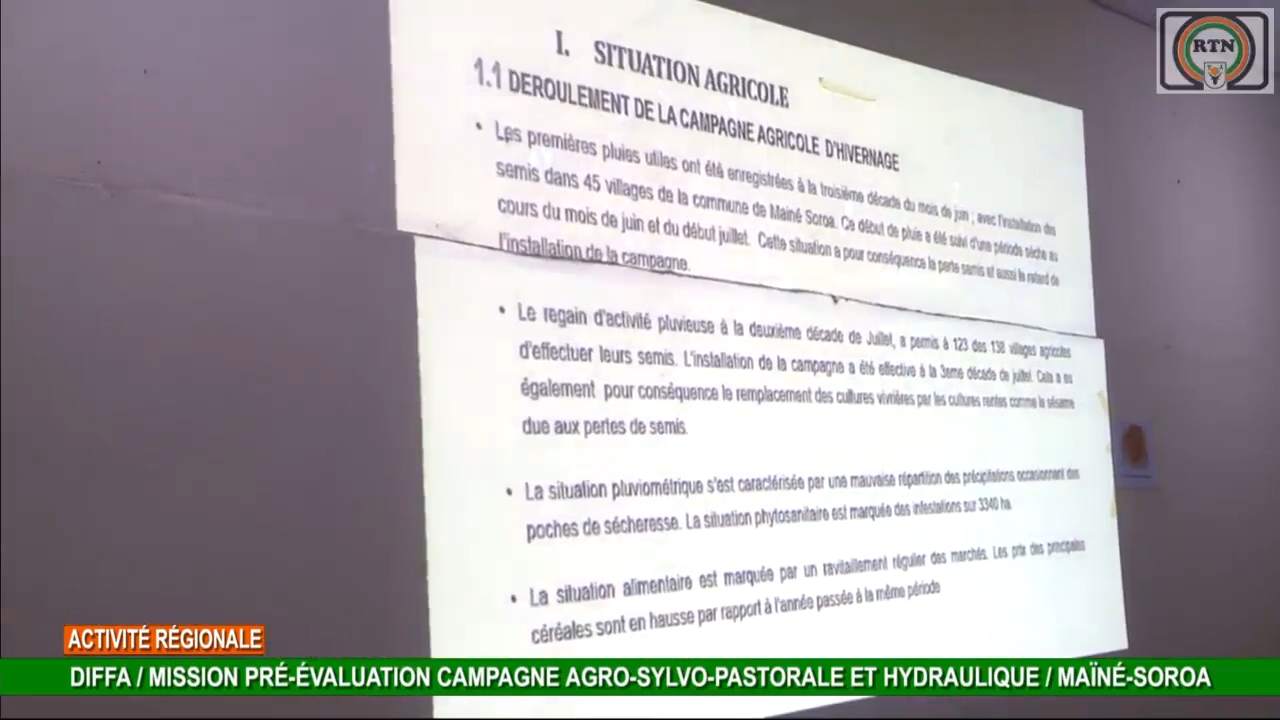 RTN
I. SITUATION AGRICOLE
1.1 DEROULEMENT DE LA CAMPAGNE AGRICOLE D'HIVERNAGE
• Les premières pluies utiles ont été enregistrées à la troisième décade du mois de juin ; avec l'installation des
semis dans 45 villages de la commune de Mainé Soroa. Ce début de pluie a été suivi d'une période sèche au
cours du mois de juin et du début juillet. Cette situation a pour conséquence la perte semis et aussi le retard de
l'installation de la campagne.
• Le regain d'activité pluvieuse à la deuxième décade de Juillet, a permis à 123 des 138 villages agricoles
d'effectuer leurs semis. L'installation de la campagne a été effective à la 3eme décade de juillet. Cela a eu
également pour conséquence le remplacement des cultures vivrières par les cultures rentes comme le sésame
due aux pertes de semis.
• La situation pluviométrique s'est caractérisée par une mauvaise répartition des précipitations occasionnant des
poches de sécheresse. La situation phytosanitaire est marquée des infestations sur 3340 ha.
• La situation alimentaire est marquée par un ravitaillement régulier des marchés. Les prix des principales
céréales sont en hausse par rapport à l'année passée à la même période
ACTIVITÉ RÉGIONALE
DIFFA / MISSION PRÉ-ÉVALUATION CAMPAGNE AGRO-SYLVO-PASTORALE ET HYDRAULIQUE / MAÏNÉ-SOROA